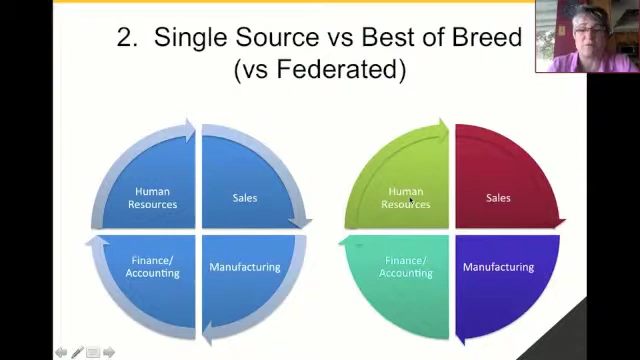 2. Single Source vs Best of Breed
(vs Federated)
Human
Resources
Sales
Finance/
Accounting
Manufacturing
Human
Resources
Sales
Finance/
Accounting
Manufacturing